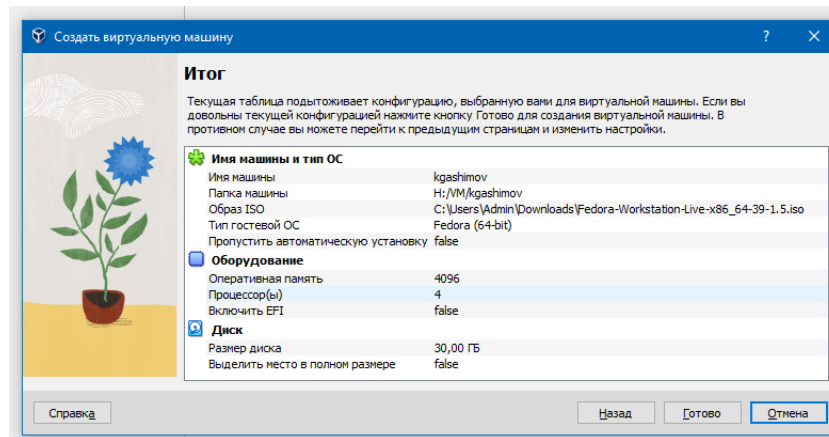 Создать виртуальную машину ? ×
Итог
Текущая таблица подытоживает конфигурацию, выбранную вами для виртуальной машины. Если вы
довольны текущей конфигурацией нажмите кнопку Готово для создания виртуальной машины. В
противном случае вы можете перейти к предыдущим страницам и изменить настройки.
Имя машины и тип ОС
Имя машины kgashimov
Папка машины H:/VM/kgashimov
Образ ISO C:\Users\Admin\Downloads\Fedora-Workstation-Live-x86_64-39-1.5.iso
Тип гостевой ОС Fedora (64-bit)
Пропустить автоматическую установку false
Оборудование
Оперативная память 4096
Процессор(ы) 4
Включить EFI false
Диск
Размер диска 30,00 ГБ
Выделить место в полном размере false
Справка Назад Готово Отмена